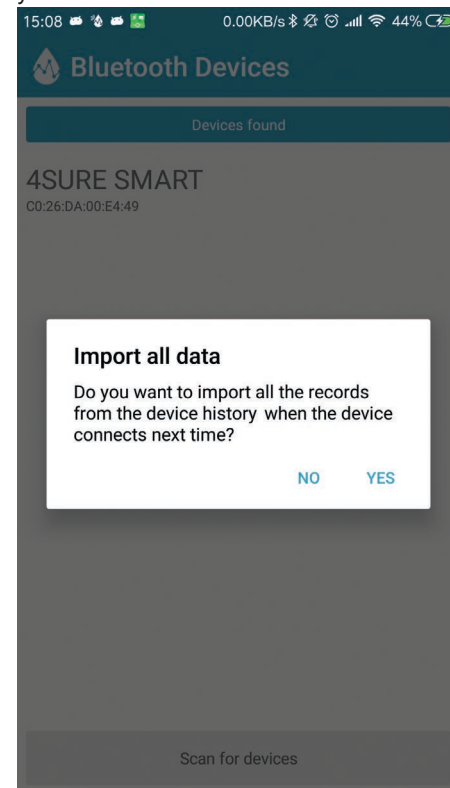 y
15:08 0.00KB/s 44%
Bluetooth Devices
Devices found
4SURE SMART
C0:26:DA:00:E4:49
Import all data
Do you want to import all the records
from the device history when the device
connects next time?
NO YES
Scan for devices